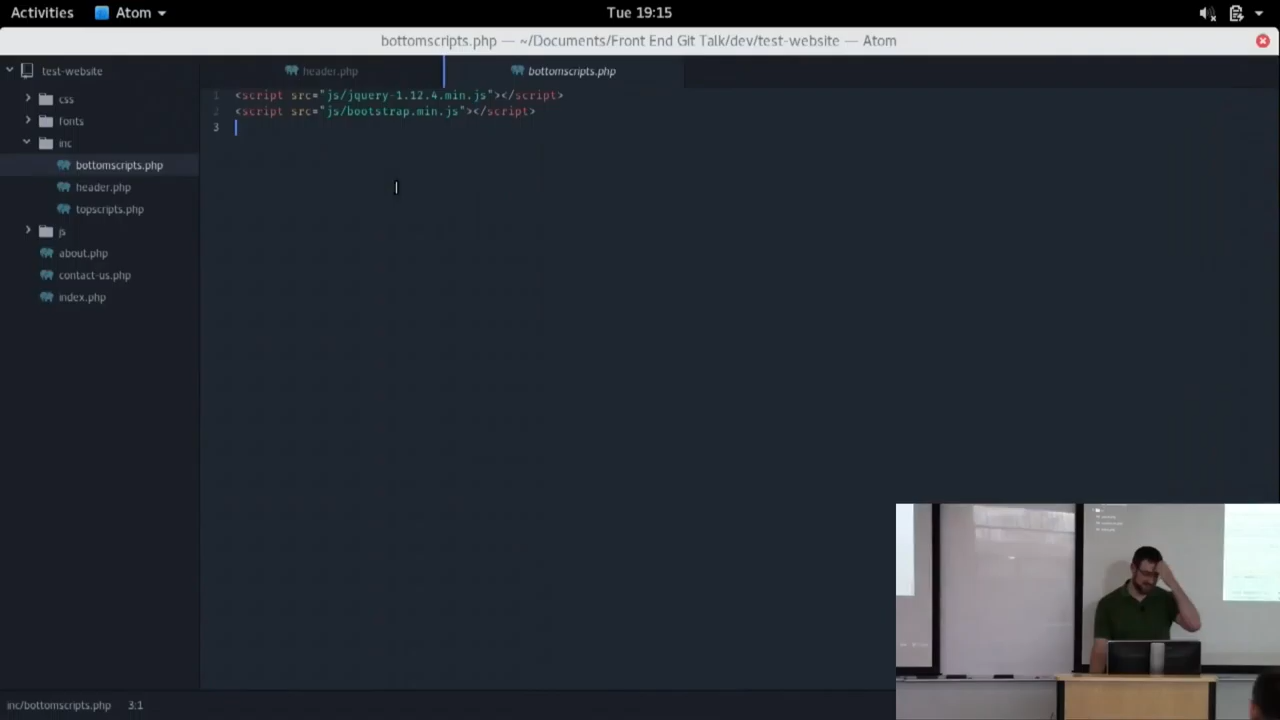 Activities Atom Tue 19:15
bottomscripts.php — ~/Documents/Front End Git Talk/dev/test-website — Atom
test-website
header.php
bottomscripts.php
css
fonts
inc
bottomscripts.php
header.php
topscripts.php
js
about.php
contact-us.php
index.php
1 <script src="js/jquery-1.12.4.min.js"></script>
2 <script src="js/bootstrap.min.js"></script>
3
inc/bottomscripts.php 3:1